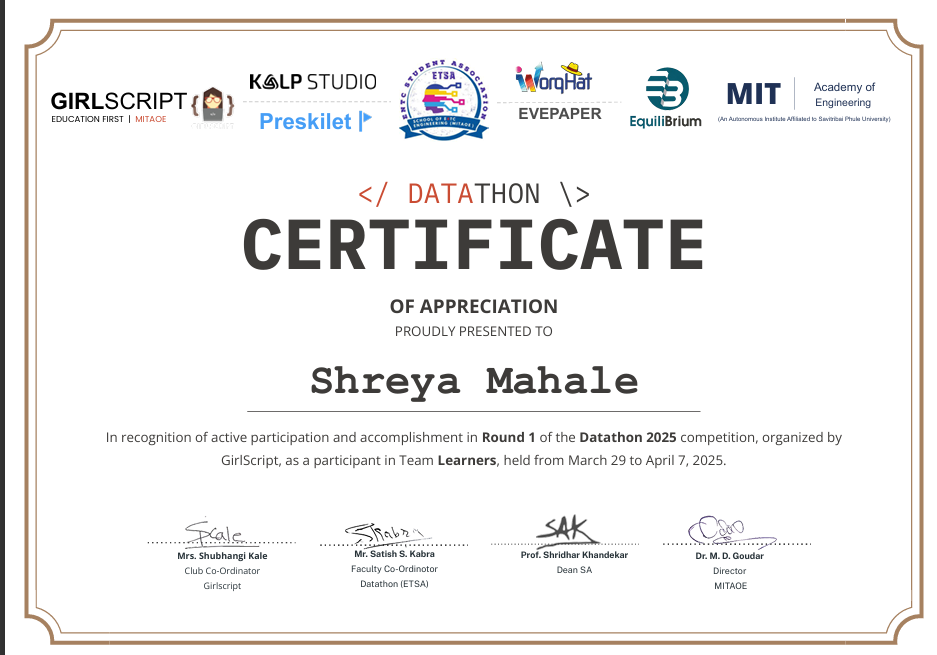 GIRLSCRIPT
EDUCATION FIRST | MITAOE
KALP STUDIO
Preskilet
ENTC STUDENT ASSOCIATION
ETSA
SCHOOL OF E&TC
ENGINEERING (MITAOE)
WorqHat
EVEPAPER
EquiliBrium
MIT
Academy of
Engineering
(An Autonomous Institute Affiliated to Savitribai Phule University)
</ DATATHON \>
CERTIFICATE
OF APPRECIATION
PROUDLY PRESENTED TO
Shreya Mahale
In recognition of active participation and accomplishment in Round 1 of the Datathon 2025 competition, organized by
GirlScript, as a participant in Team Learners, held from March 29 to April 7, 2025.
Mrs. Shubhangi Kale
Club Co-Ordinator
Girlscript
Mr. Satish S. Kabra
Faculty Co-Ordinotor
Datathon (ETSA)
SAK
Prof. Shridhar Khandekar
Dean SA
Dr. M. D. Goudar
Director
MITAOE